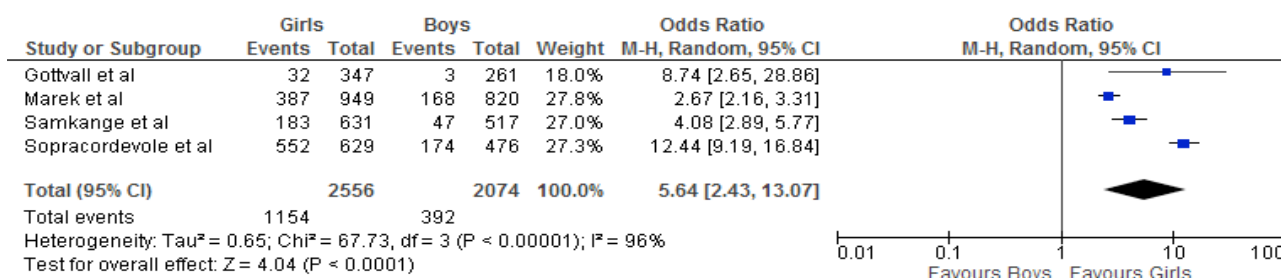 Girls Boys Odds Ratio Odds Ratio
Study or Subgroup Events Total Events Total Weight M-H, Random, 95% CI M-H, Random, 95% CI
Gottvall et al 32 347 3 261 18.0% 8.74 [2.65, 28.86]
Marek et al 387 949 168 820 27.8% 2.67 [2.16, 3.31]
Samkange et al 183 631 47 517 27.0% 4.08 [2.89, 5.77]
Sopracordevole et al 552 629 174 476 27.3% 12.44 [9.19, 16.84]
Total (95% CI) 2556 2074 100.0% 5.64 [2.43, 13.07]
Total events 1154 392
Heterogeneity: Tau² = 0.65; Chi² = 67.73, df = 3 (P < 0.00001); I² = 96%
Test for overall effect: Z = 4.04 (P < 0.0001)
0.01 0.1 1 10 100
Favours Boys Favours Girls